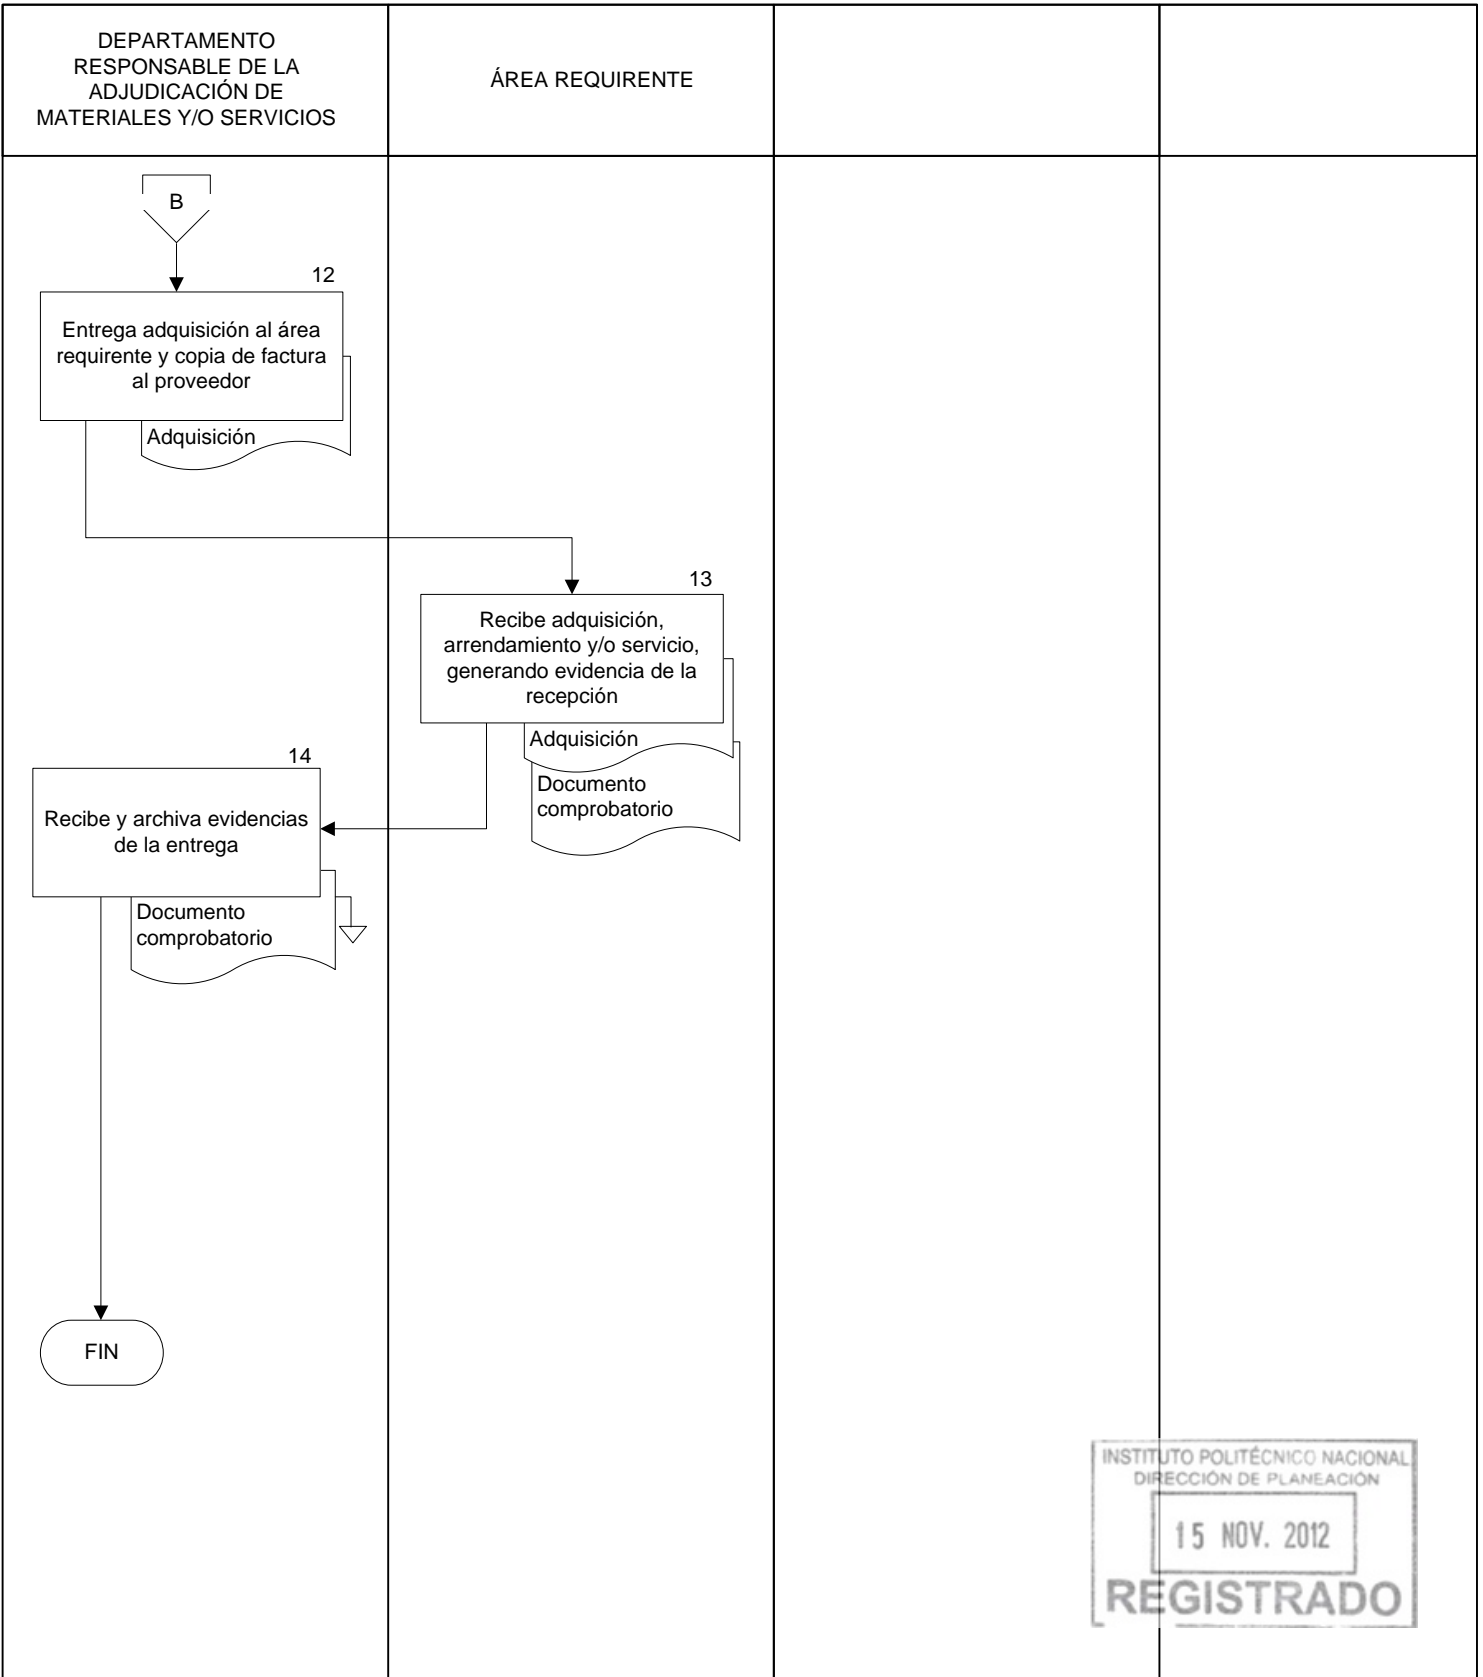 DEPARTAMENTO
RESPONSABLE DE LA
ADJUDICACIÓN DE
MATERIALES Y/O SERVICIOS
ÁREA REQUIRENTE
B
12
Entrega adquisición al área
requirente y copia de factura
al proveedor
Adquisición
13
Recibe adquisición,
arrendamiento y/o servicio,
generando evidencia de la
recepción
Adquisición
Documento
comprobatorio
14
Recibe y archiva evidencias
de la entrega
Documento
comprobatorio
FIN
INSTITUTO POLITÉCNICO NACIONAL
DIRECCIÓN DE PLANEACIÓN
15 NOV. 2012
REGISTRADO